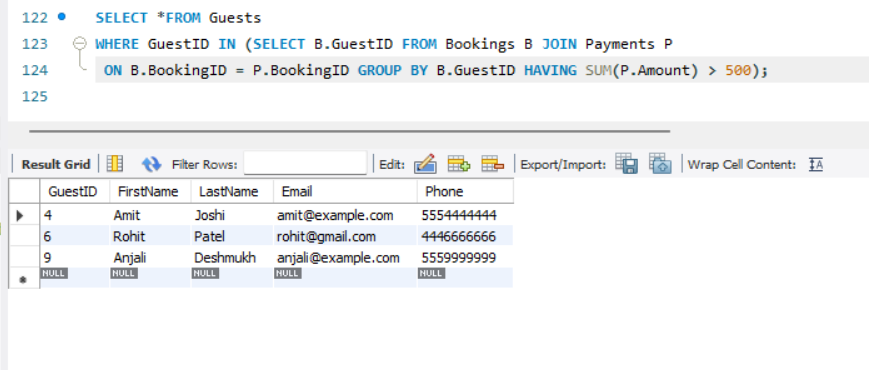 122 SELECT *FROM Guests
123 WHERE GuestID IN (SELECT B.GuestID FROM Bookings B JOIN Payments P
124 ON B.BookingID = P.BookingID GROUP BY B.GuestID HAVING SUM(P.Amount) > 500);
125
Result Grid Filter Rows: Edit: Export/Import: Wrap Cell Content: IA
GuestID FirstName LastName Email Phone
4 Amit Joshi amit@example.com 5554444444
6 Rohit Patel rohit@gmail.com 4446666666
9 Anjali Deshmukh anjali@example.com 5559999999
NULL NULL NULL NULL NULL